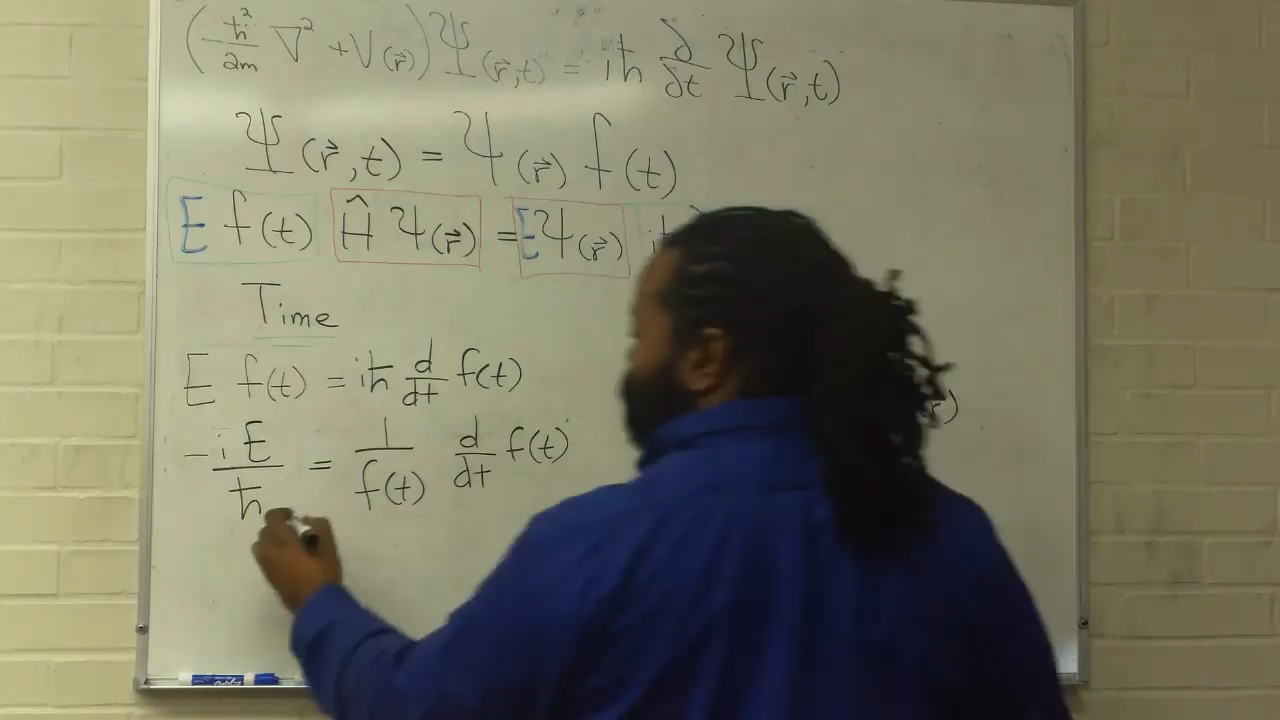 (-ħ²/2m ∇² + V(r⃗)) Ψ(r⃗,t) = iħ ∂/∂t Ψ(r⃗,t)
Ψ(r⃗,t) = ψ(r⃗) f(t)
E f(t) Ĥ ψ(r⃗) = E ψ(r⃗)
Time
E f(t) = iħ d/dt f(t)
-iE/ħ = 1/f(t) d/dt f(t)